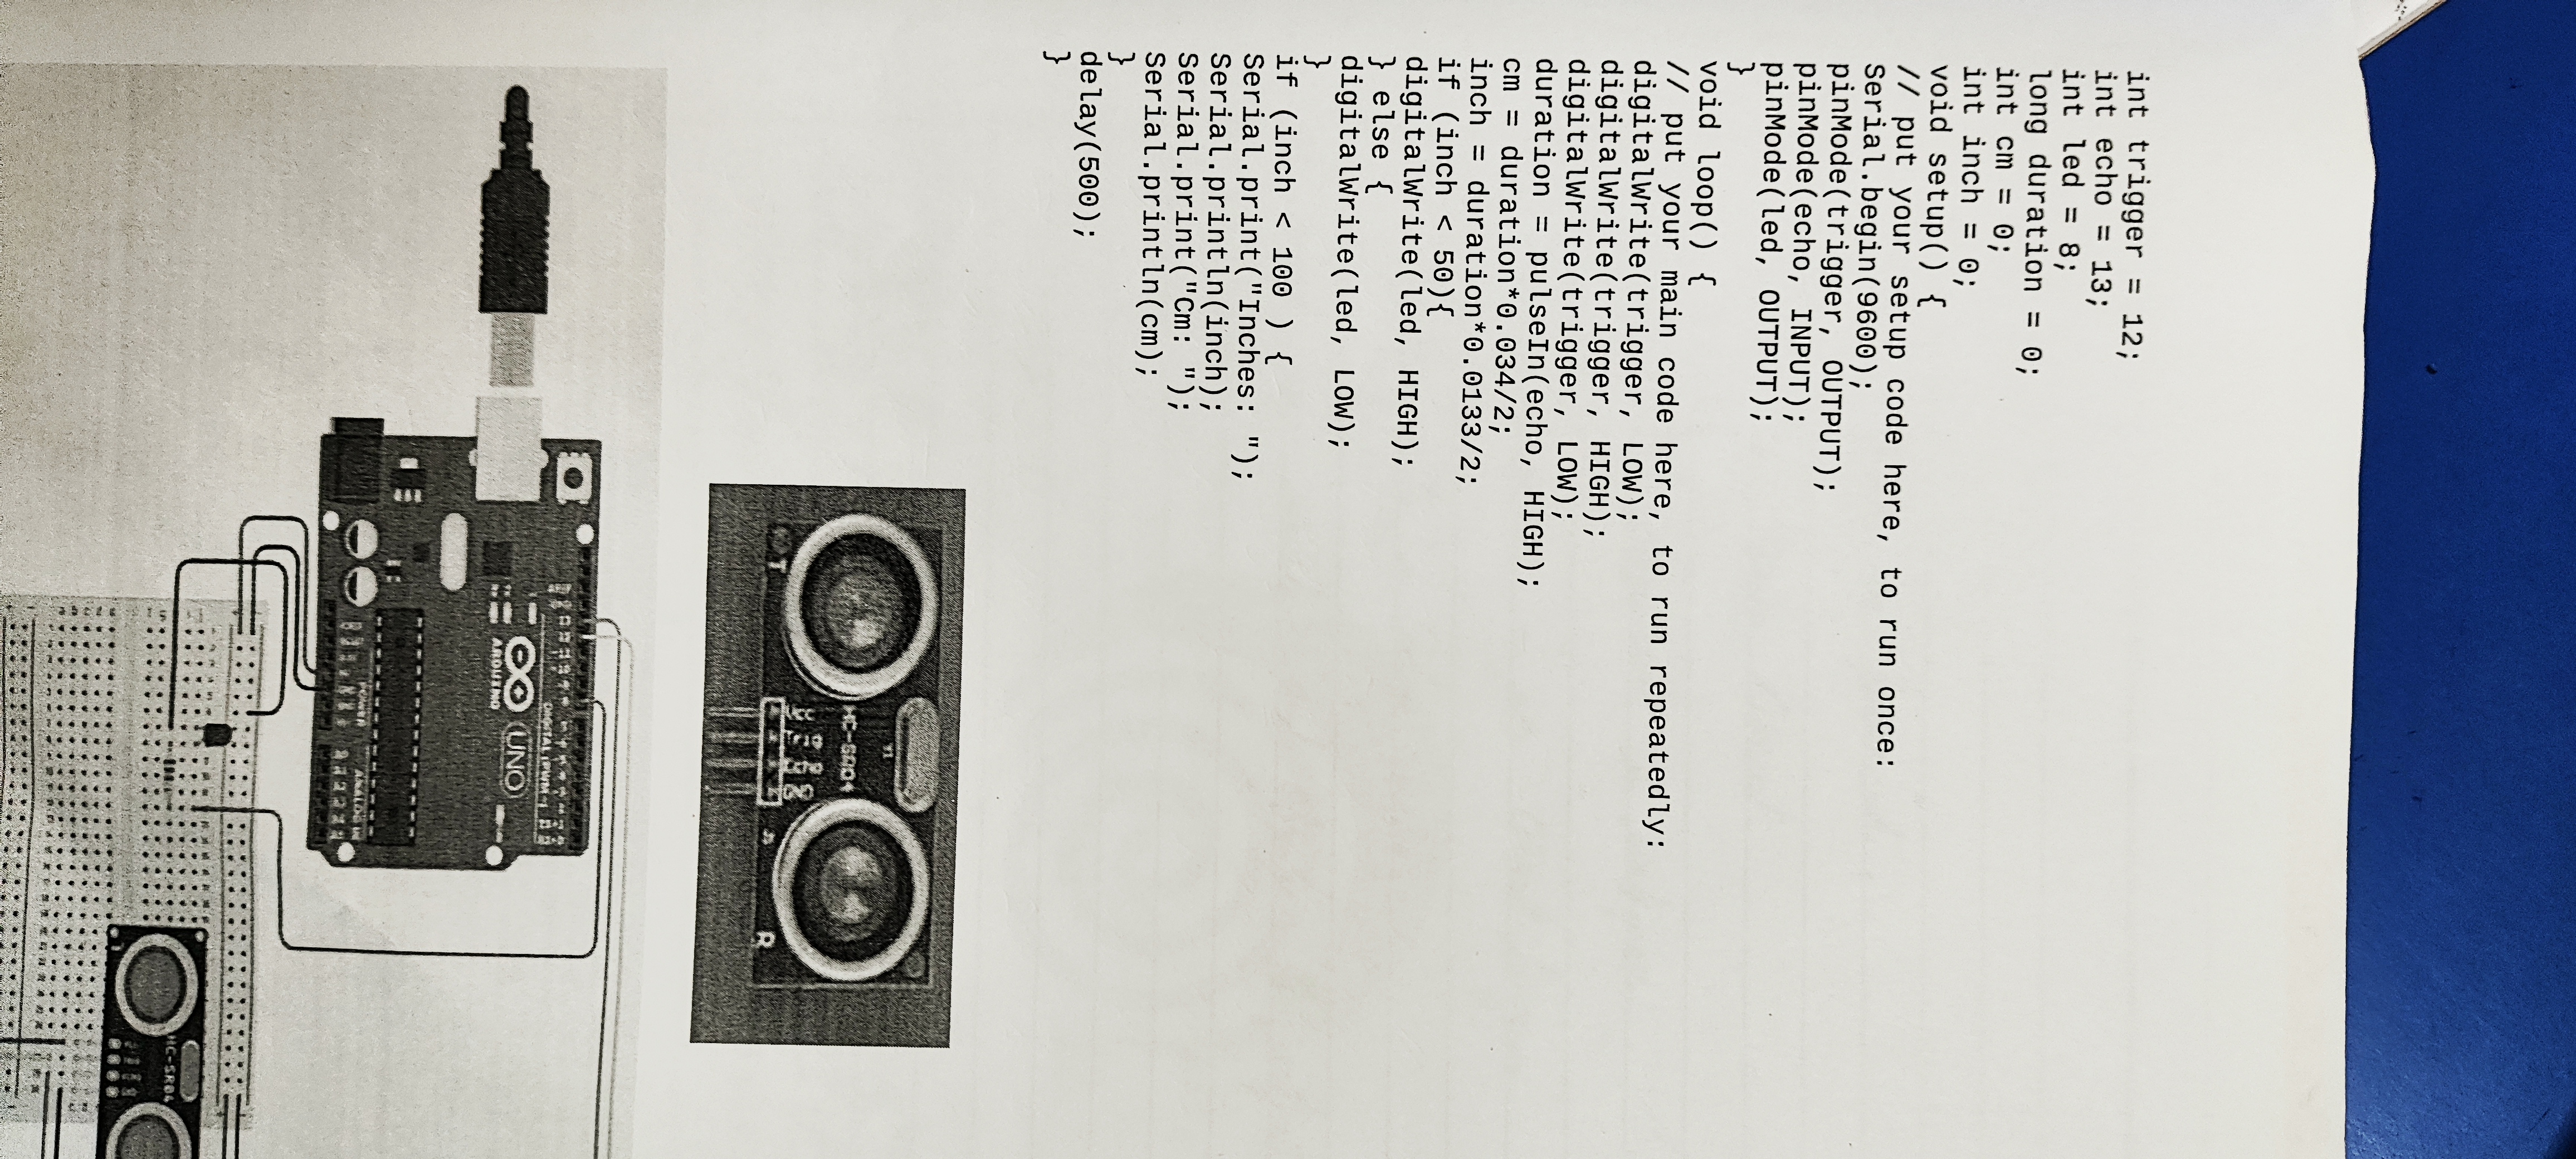 int trigger = 12;
int echo = 13;
int led = 8;
long duration = 0;
int cm = 0;
int inch = 0;
void setup() {
// put your setup code here, to run once:
Serial.begin(9600);
pinMode(trigger, OUTPUT);
pinMode(echo, INPUT);
pinMode(led, OUTPUT);
}
void loop() {
// put your main code here, to run repeatedly:
digitalWrite(trigger, LOW);
digitalWrite(trigger, HIGH);
digitalWrite(trigger, LOW);
duration = pulseIn(echo, HIGH);
cm = duration*0.034/2;
inch = duration*0.0133/2;
if (inch < 50){
digitalWrite(led, HIGH);
} else {
digitalWrite(led, LOW);
}
if (inch < 100 ) {
Serial.print("Inches: ");
Serial.println(inch);
Serial.print("Cm: ");
Serial.println(cm);
}
delay(500);
}
T
HC-SR04
R
UNO
ARDUINO
DIGITAL (PWM~)
POWER
ANALOG IN
HC-SR04